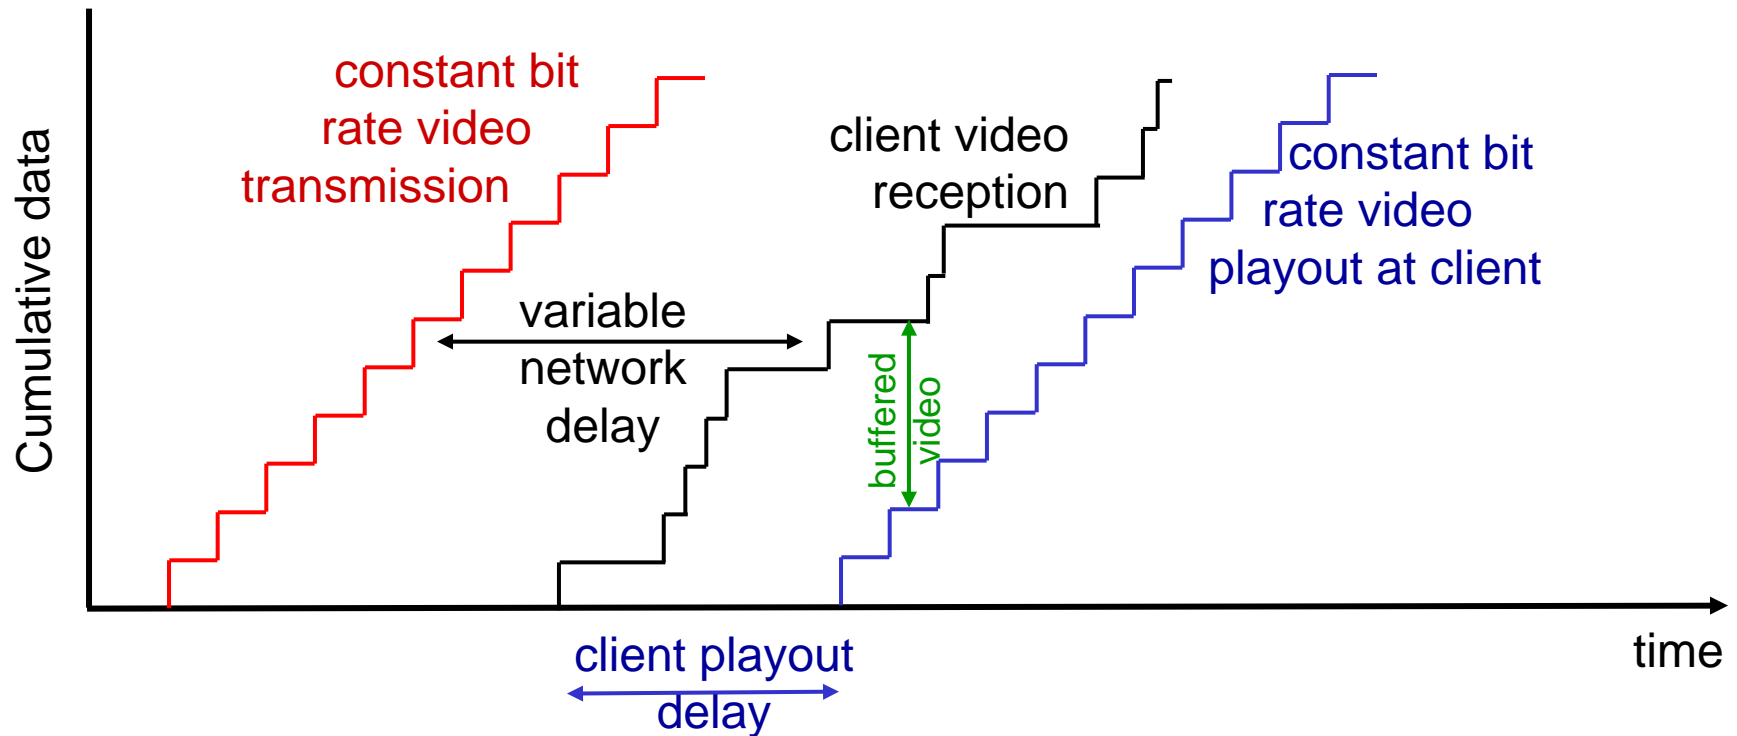 constant bit
rate video
transmission
client video
reception
constant bit
rate video
playout at client
Cumulative data
variable
network
delay
buffered
video
time
client playout
delay